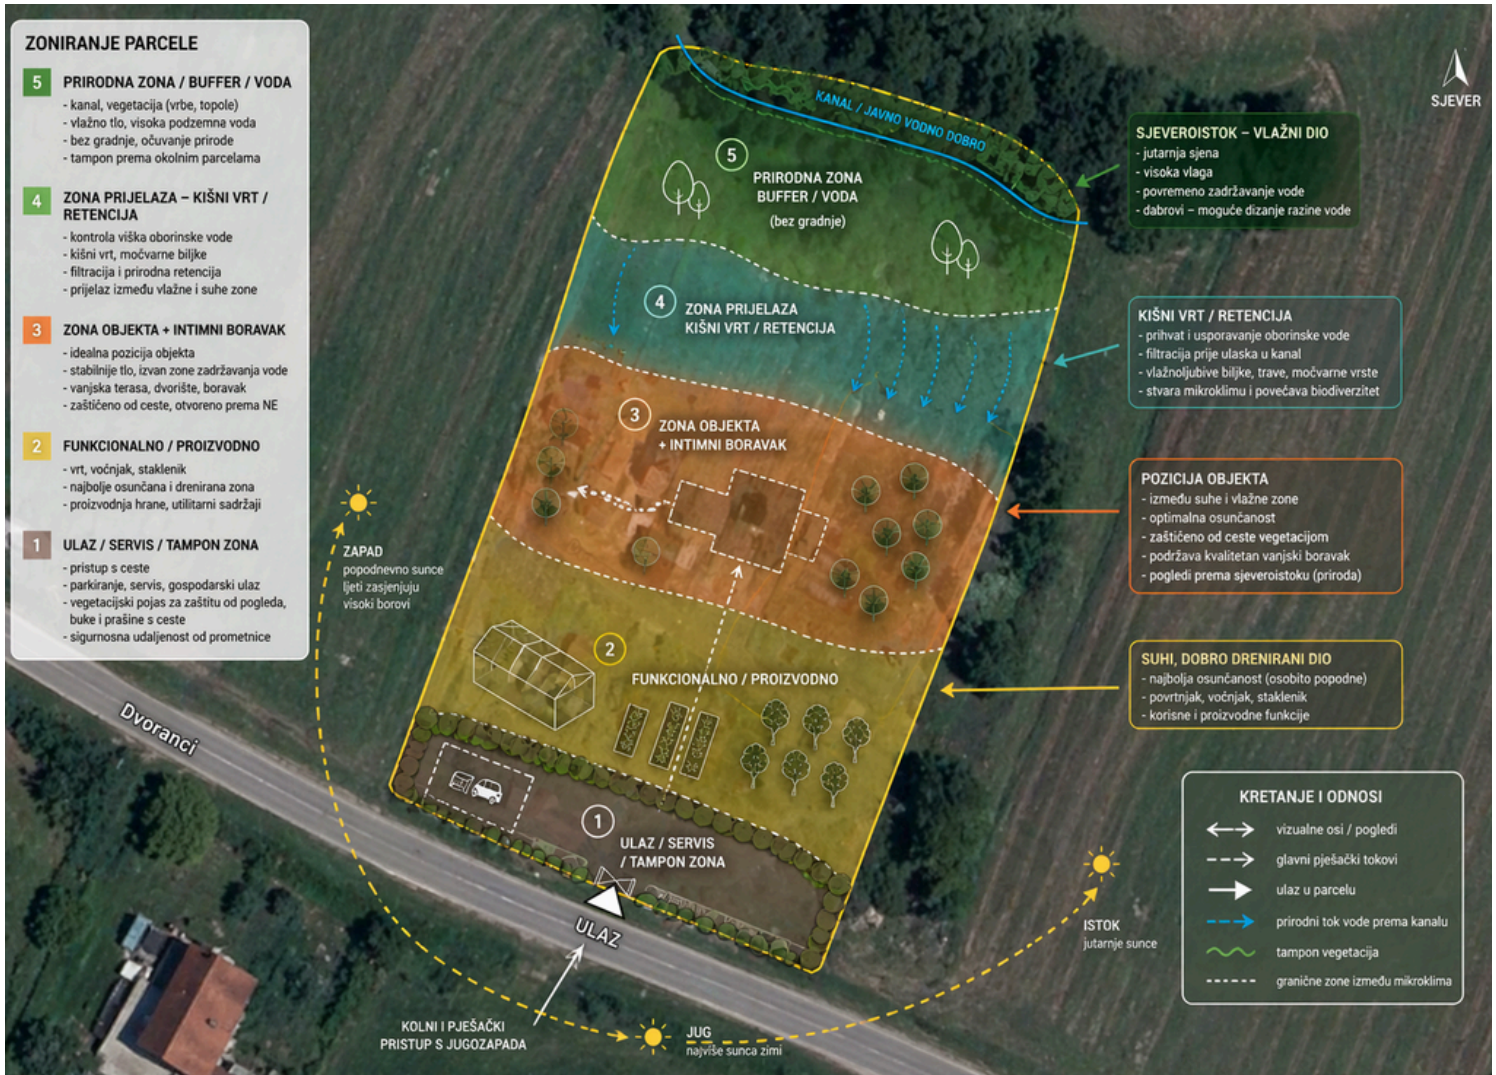 ZONIRANJE PARCELE
5
PRIRODNA ZONA / BUFFER / VODA
- kanal, vegetacija (vrbe, topole)
- vlažno tlo, visoka podzemne voda
- bez gradnje, očuvanje prirode
- tampon prema okolnim parcelama
4
ZONA PRIJELAZA – KIŠNI VRT /
RETENCIJA
- kontrola viška oborinske vode
- kišni vrt, močvarne biljke
- filtracija i prirodna retencija
- prijelaz između vlažne i suhe zone
3
ZONA OBJEKTA + INTIMNI BORAVAK
- idealna pozicija objekta
- stabilnije tlo, izvan zone zadržavanja vode
- vanjska terasa, dvorište, boravak
- zaštićeno od ceste, otvoreno prema NE
2
FUNKCIONALNO / PROIZVODNO
- vrt, voćnjak, staklenik
- najbolje osunčana i drenirana zona
- proizvodnja hrane, utilitarni sadržaji
1
ULAZ / SERVIS / TAMPON ZONA
- pristup s ceste
- parkiranje, servis, gospodarski ulaz
- vegetacijski pojas za zaštitu od pogleda,
buke i prašine s ceste
- sigurnosna udaljenost od prometnice
KANAL / JAVNO VODNO DOBRO
5
PRIRODNA ZONA
BUFFER / VODA
(bez gradnje)
4
ZONA PRIJELAZA
KIŠNI VRT / RETENCIJA
3
ZONA OBJEKTA
+ INTIMNI BORAVAK
2
FUNKCIONALNO / PROIZVODNO
1
ULAZ / SERVIS
/ TAMPON ZONA
ZAPAD
popodnevno sunce
ljeti zasjenjuju
visoki borovi
Dvoranci
ULAZ
KOLNI I PJEŠAČKI
PRISTUP S JUGOZAPADA
JUG
najviše sunca zimi
ISTOK
jutarnje sunce
SJEVER
SJEVEROISTOK – VLAŽNI DIO
- jutarnja sjena
- visoka vlaga
- povremeno zadržavanje vode
- dabrovi – moguće dizanje razine vode
KIŠNI VRT / RETENCIJA
- prihvat i usporavanje oborinske vode
- filtracija prije ulaska u kanal
- vlažnoljubive biljke, trave, močvarne vrste
- stvara mikroklimu i povećava biodiverzitet
POZICIJA OBJEKTA
- između suhe i vlažne zone
- optimalna osunčanost
- zaštićeno od ceste vegetacijom
- podržava kvalitetan vanjski boravak
- pogledi prema sjeveroistoku (priroda)
SUHI, DOBRO DRENIRANI DIO
- najbolja osunčanost (osobito popodne)
- povrtnjak, voćnjak, staklenik
- korisne i proizvodne funkcije
KRETANJE I ODNOSI
vizualne osi / pogledi
glavni pješački tokovi
ulaz u parcelu
prirodni tok vode prema kanalu
tampon vegetacija
granične zone između mikroklima